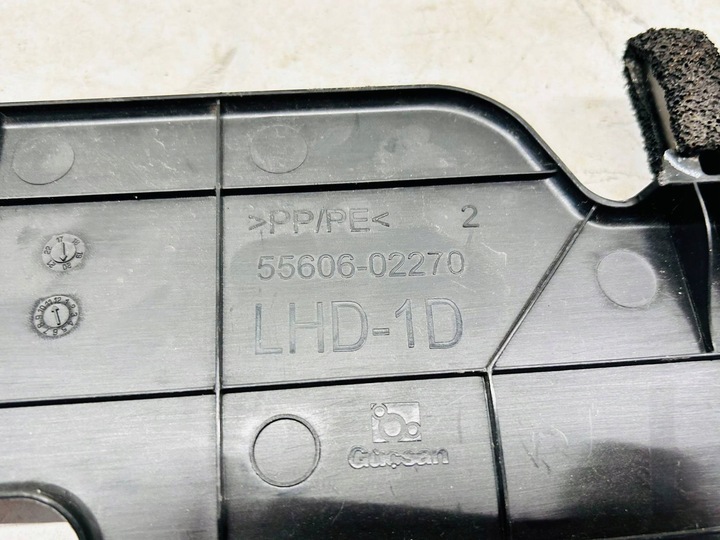 >PP/PE< 2
55606-02270
LHD-1D
Gürsan